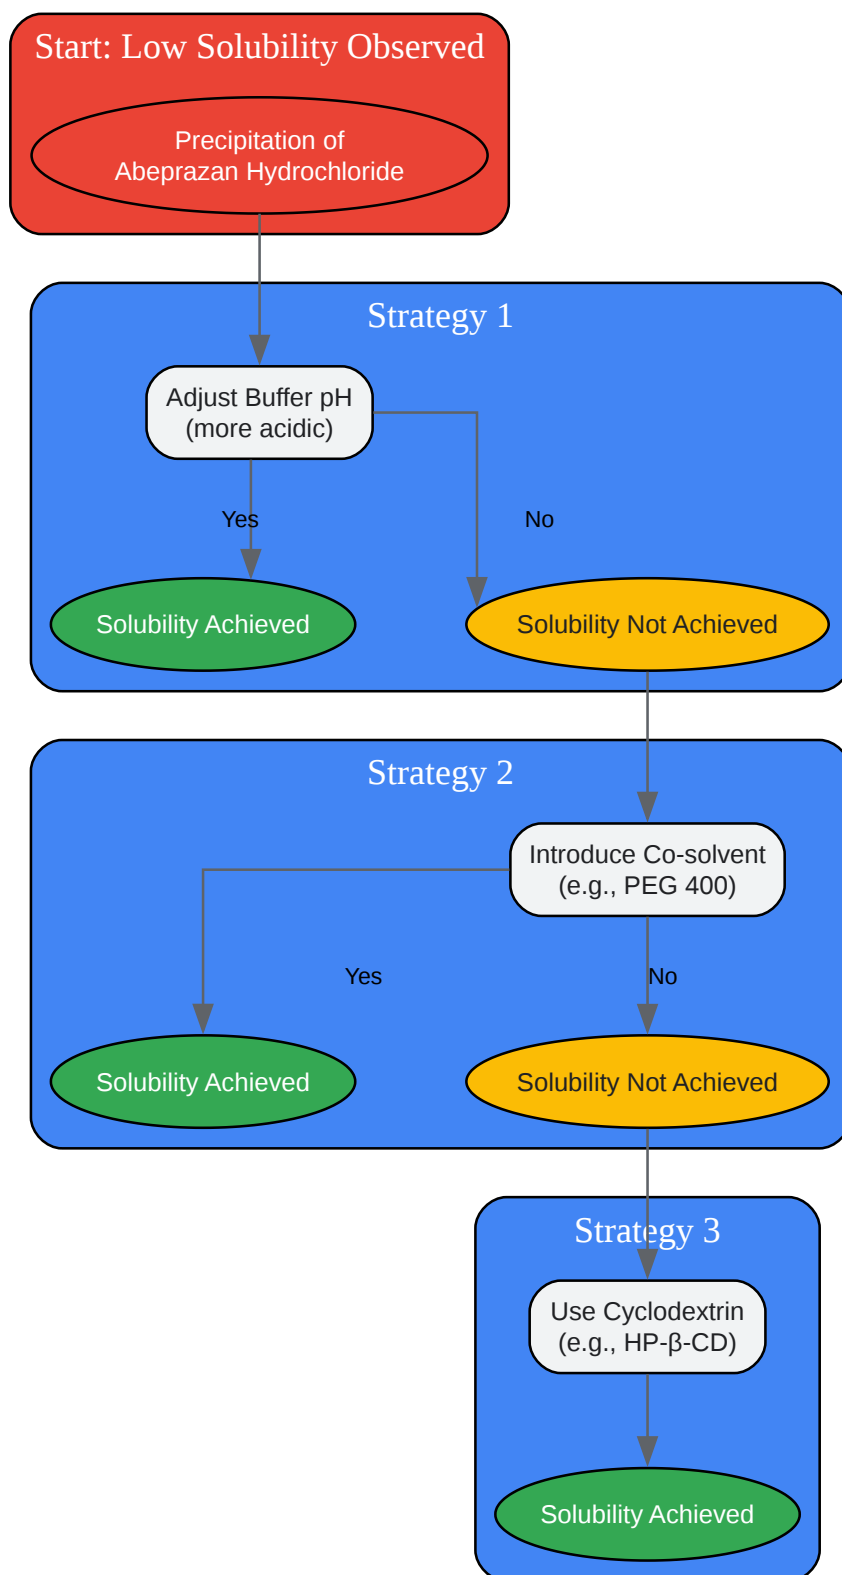 Start: Low Solubility Observed
Precipitation of
Abeprazan Hydrochloride
Strategy 1
Adjust Buffer pH
(more acidic)
Yes
No
Solubility Achieved
Solubility Not Achieved
Strategy 2
Introduce Co-solvent
(e.g., PEG 400)
Yes
No
Solubility Achieved
Solubility Not Achieved
Strategy 3
Use Cyclodextrin
(e.g., HP-β-CD)
Solubility Achieved